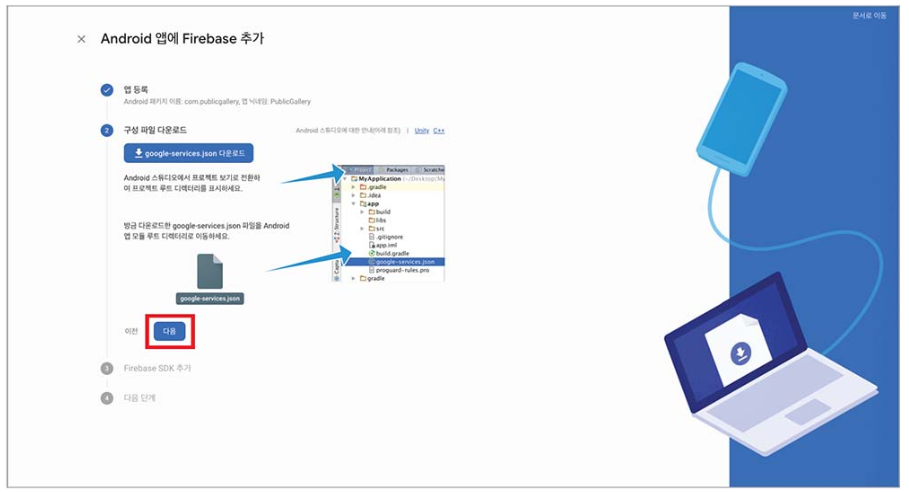 문서로 이동
× Android 앱에 Firebase 추가
앱 등록
Android 패키지 이름: com.publicgallery, 앱 닉네임: PublicGallery
2 구성 파일 다운로드
Android 스튜디오에 대한 안내(아래 참조) | Unity C++
google-services.json 다운로드
Android 스튜디오에서 프로젝트 보기로 전환하
여 프로젝트 루트 디렉터리를 표시하세요.
방금 다운로드한 google-services.json 파일을 Android
앱 모듈 루트 디렉터리로 이동하세요.
google-services.json
Project Packages Scratche
MyApplication (~/Desktop/My
.gradle
.idea
app
build
libs
src
.gitignore
app.iml
build.gradle
google-services.json
proguard-rules.pro
gradle
Z: Structure
Captu
이전 다음
3 Firebase SDK 추가
4 다음 단계